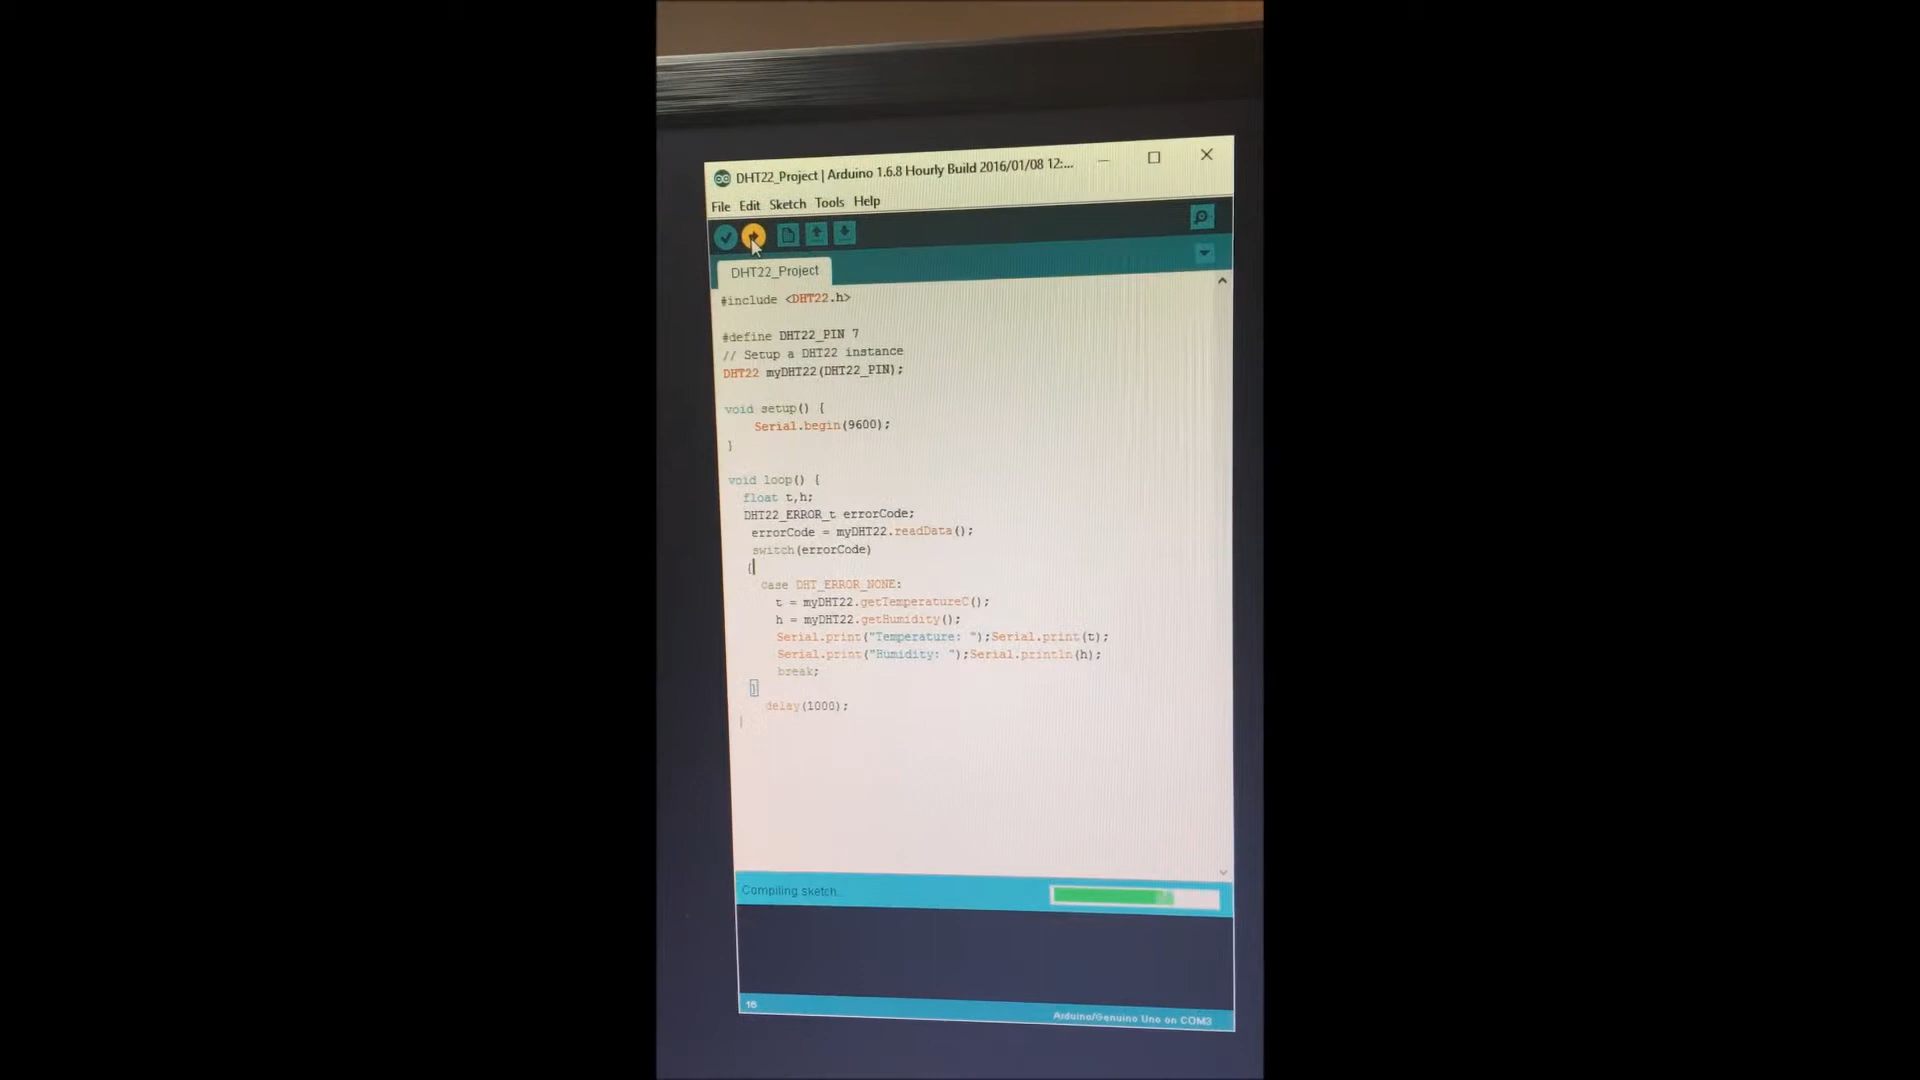 DHT22_Project | Arduino 1.6.8 Hourly Build 2016/01/08 12:...
File Edit Sketch Tools Help
DHT22_Project
#include <DHT22.h>
#define DHT22_PIN 7
// Setup a DHT22 instance
DHT22 myDHT22(DHT22_PIN);
void setup() {
Serial.begin(9600);
}
void loop() {
float t,h;
DHT22_ERROR_t errorCode;
errorCode = myDHT22.readData();
switch(errorCode)
{
case DHT_ERROR_NONE:
t = myDHT22.getTemperatureC();
h = myDHT22.getHumidity();
Serial.print("Temperature: ");Serial.print(t);
Serial.print("Humidity: ");Serial.println(h);
break;
}
delay(1000);
}
Compiling sketch...
16
Arduino/Genuino Uno on COM3